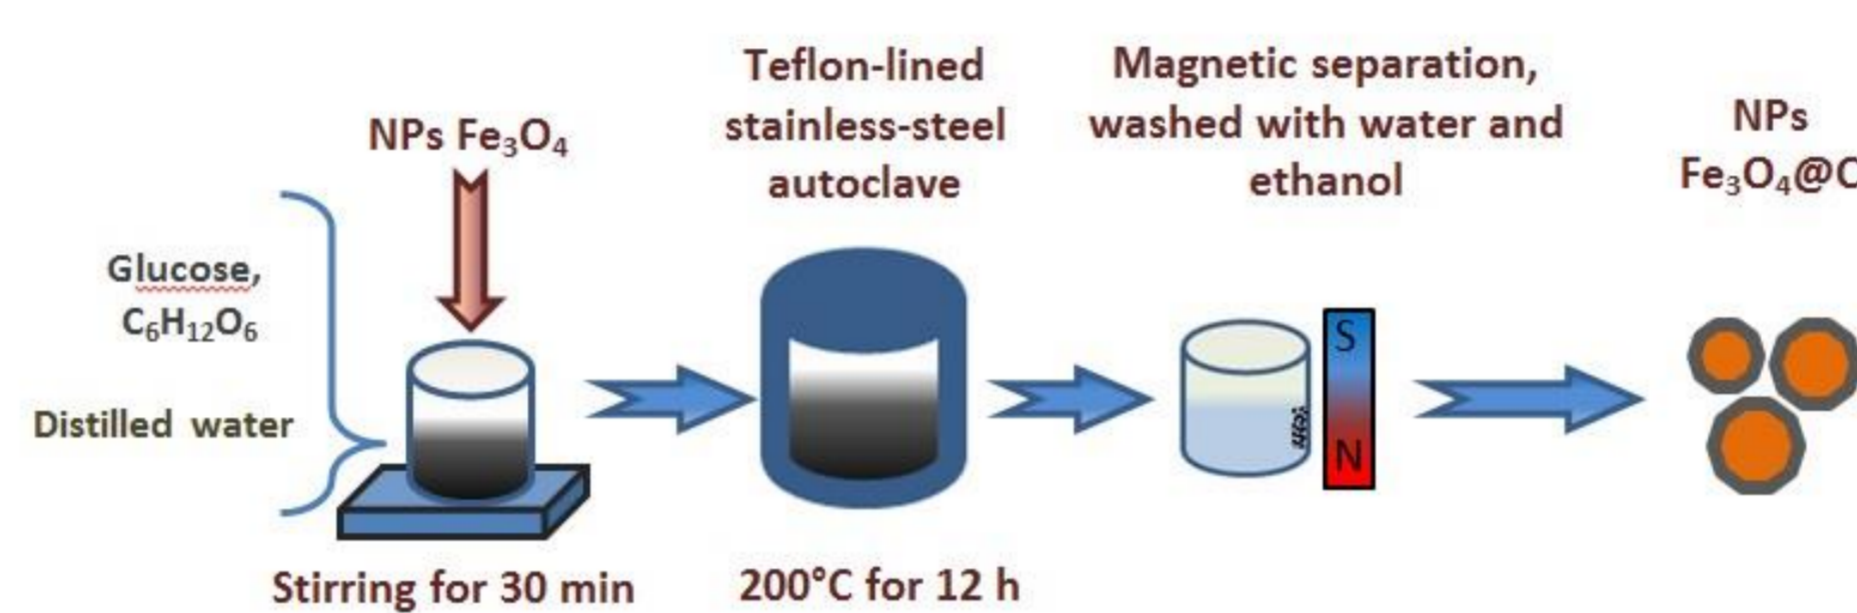 Glucose,
C₆H₁₂O₆
Distilled water
NPs Fe₃O₄
Stirring for 30 min
Teflon-lined
stainless-steel
autoclave
200°C for 12 h
Magnetic separation,
washed with water and
ethanol
S
N
NPs
Fe₃O₄@C